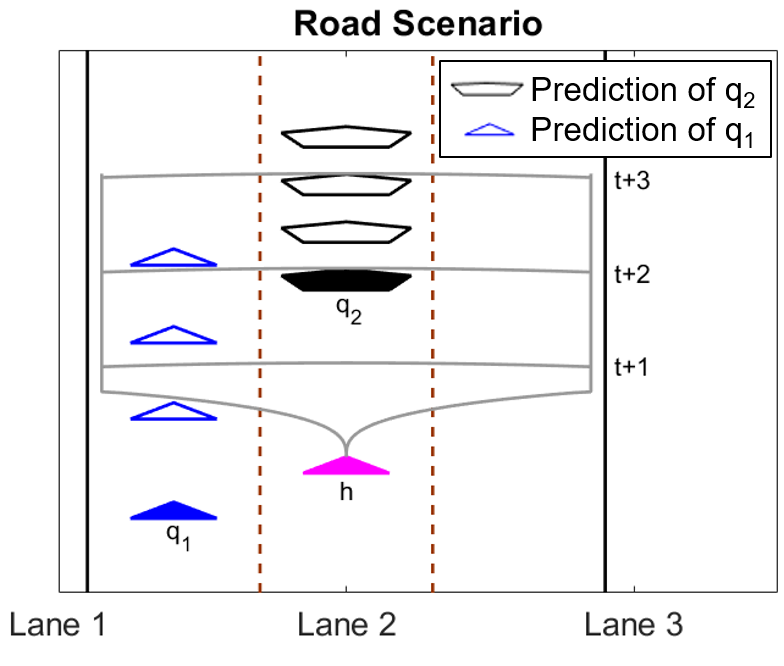 Road Scenario
Prediction of q2
Prediction of q1
t+3
t+2
q2
t+1
h
q1
Lane 1 Lane 2 Lane 3